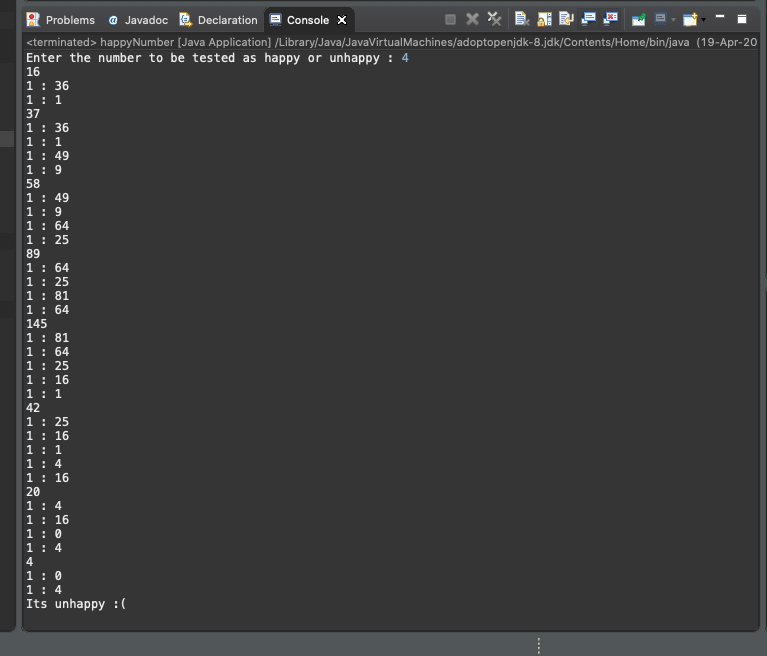 Problems @ Javadoc Declaration Console
<terminated> happyNumber [Java Application] /Library/Java/JavaVirtualMachines/adoptopenjdk-8.jdk/Contents/Home/bin/java (19-Apr-20
Enter the number to be tested as happy or unhappy : 4
16
1 : 36
1 : 1
37
1 : 36
1 : 1
1 : 49
1 : 9
58
1 : 49
1 : 9
1 : 64
1 : 25
89
1 : 64
1 : 25
1 : 81
1 : 64
145
1 : 81
1 : 64
1 : 25
1 : 16
1 : 1
42
1 : 25
1 : 16
1 : 1
1 : 4
1 : 16
20
1 : 4
1 : 16
1 : 0
1 : 4
4
1 : 0
1 : 4
Its unhappy :(